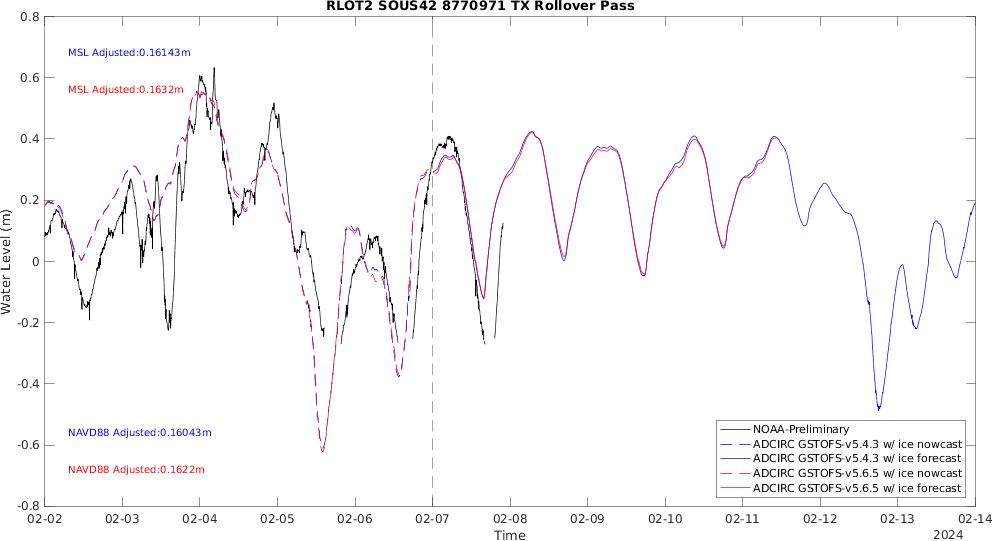 RLOT2 SOUS42 8770971 TX Rollover Pass
0.8
0.6
0.4
0.2
0
-0.2
-0.4
-0.6
-0.8
Water Level (m)
MSL Adjusted:0.16143m
MSL Adjusted:0.1632m
NAVD88 Adjusted:0.16043m
NAVD88 Adjusted:0.1622m
NOAA-Preliminary
ADCIRC GSTOFS-v5.4.3 w/ ice nowcast
ADCIRC GSTOFS-v5.4.3 w/ ice forecast
ADCIRC GSTOFS-v5.6.5 w/ ice nowcast
ADCIRC GSTOFS-v5.6.5 w/ ice forecast
02-02 02-03 02-04 02-05 02-06 02-07 02-08 02-09 02-10 02-11 02-12 02-13 02-14
Time
2024